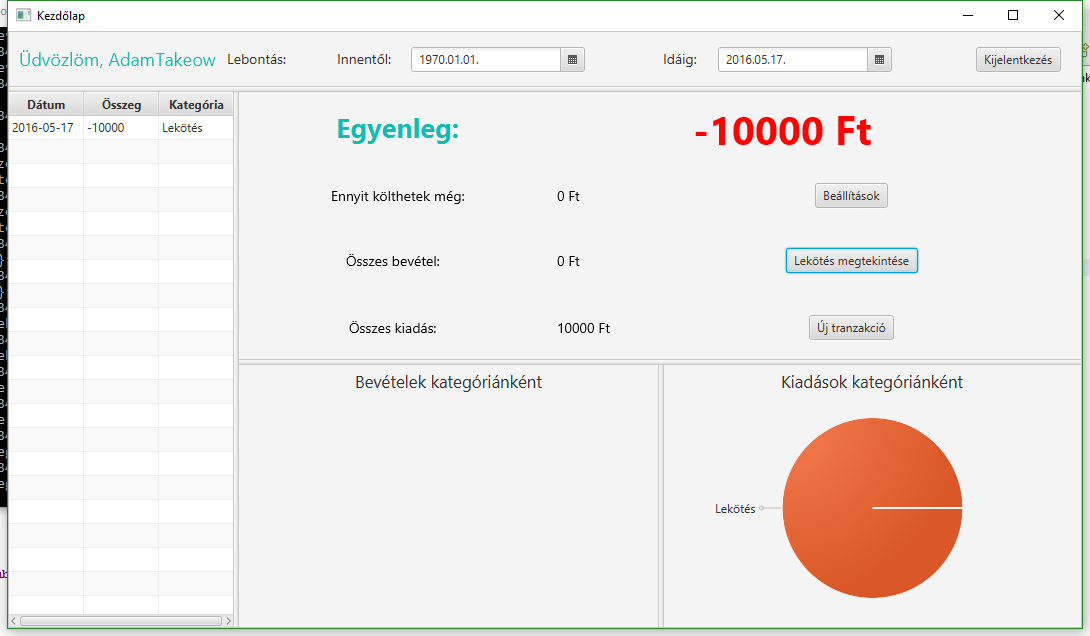 Kezdőlap
Üdvözlöm, AdamTakeow Lebontás: Innentől: 1970.01.01. Idáig: 2016.05.17. Kijelentkezés
Dátum Összeg Kategória
2016-05-17 -10000 Lekötés
Egyenleg: -10000 Ft
Ennyit költhetek még: 0 Ft Beállítások
Összes bevétel: 0 Ft Lekötés megtekintése
Összes kiadás: 10000 Ft Új tranzakció
Bevételek kategóriánként
Kiadások kategóriánként
Lekötés